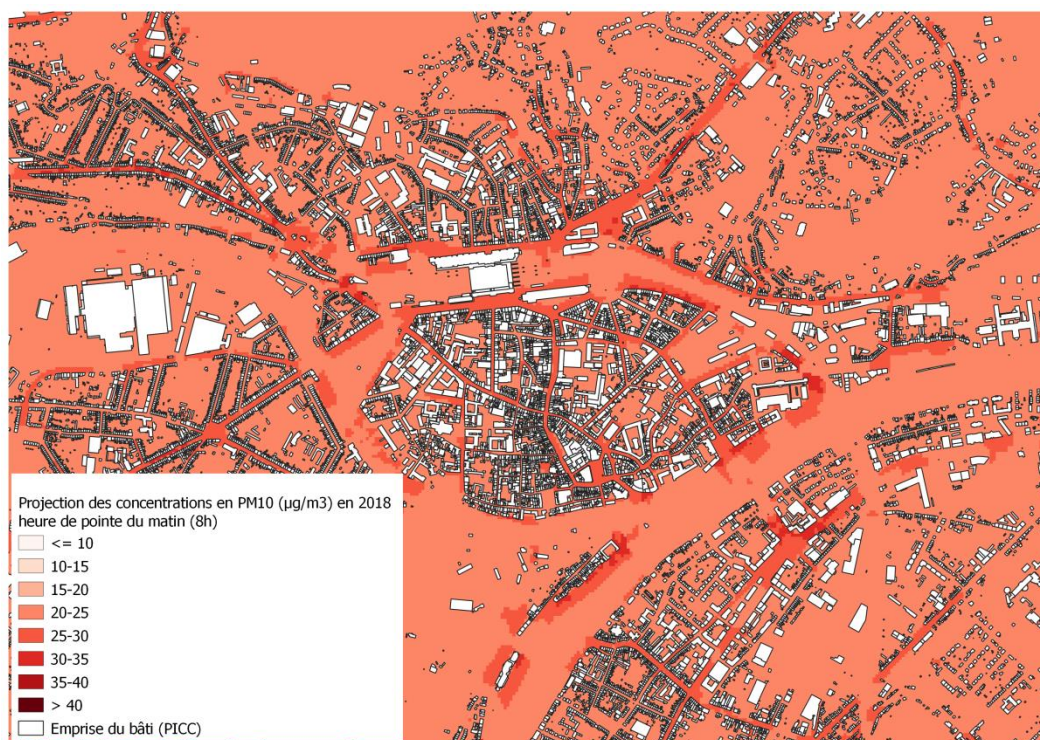 Projection des concentrations en PM10 (µg/m3) en 2018
heure de pointe du matin (8h)
<= 10
10-15
15-20
20-25
25-30
30-35
35-40
> 40
Emprise du bâti (PICC)